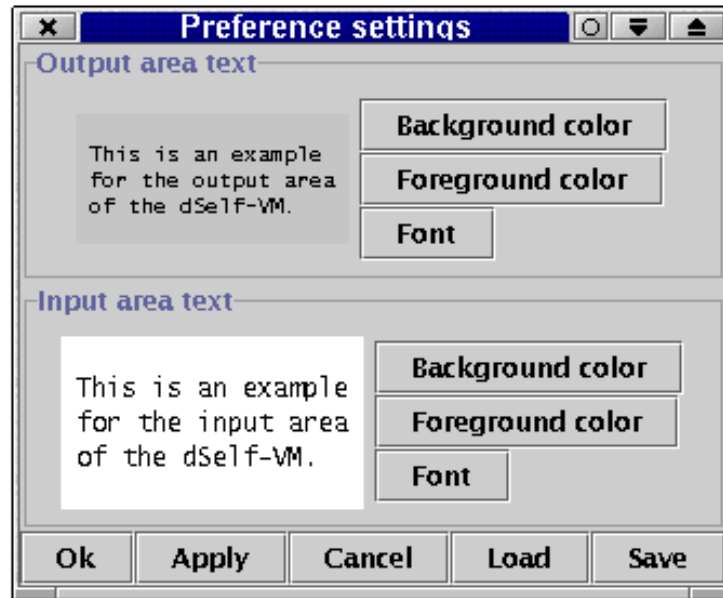 Preference settings
Output area text
This is an example
for the output area
of the dSelf-VM.
Background color
Foreground color
Font
Input area text
This is an example
for the input area
of the dSelf-VM.
Background color
Foreground color
Font
Ok Apply Cancel Load Save